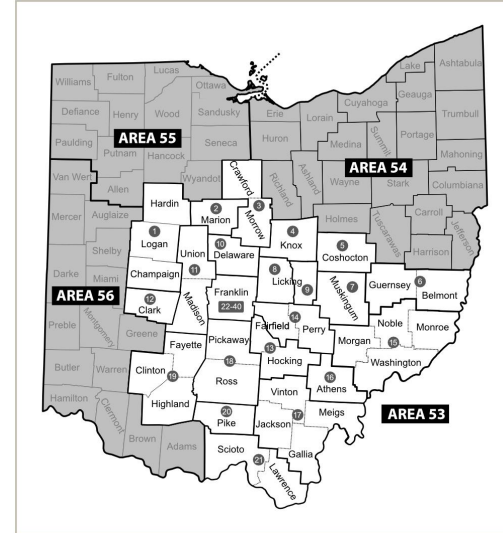 Williams
Fulton
Lucas
Ottawa
Defiance
Henry
Wood
Sandusky
Erie
Lorain
Cuyahoga
Lake
Geauga
Ashtabula
Trumbull
AREA 55
Paulding
Putnam
Hancock
Seneca
Huron
Medina
Summit
Portage
Mahoning
AREA 54
Van Wert
Allen
Wyandot
Crawford
Richland
Ashland
Wayne
Stark
Columbiana
Mercer
Auglaize
Hardin
2
Marion
3
Morrow
4
Knox
Holmes
Tuscarawas
Carroll
Jefferson
Harrison
1
Logan
Shelby
Union
11
10
Delaware
5
Coshocton
Darke
Miami
Champaign
8
Licking
9
Muskingum
7
Guernsey
6
Belmont
AREA 56
12
Clark
Madison
Franklin
22-40
Fairfield
14
Perry
Noble
Monroe
Preble
Montgomery
Greene
Fayette
Pickaway
13
Hocking
Morgan
15
Washington
Butler
Warren
Clinton
19
18
Ross
Vinton
16
Athens
Hamilton
Clermont
Highland
20
Pike
Jackson
17
Meigs
AREA 53
Brown
Adams
Scioto
21
Lawrence
Gallia